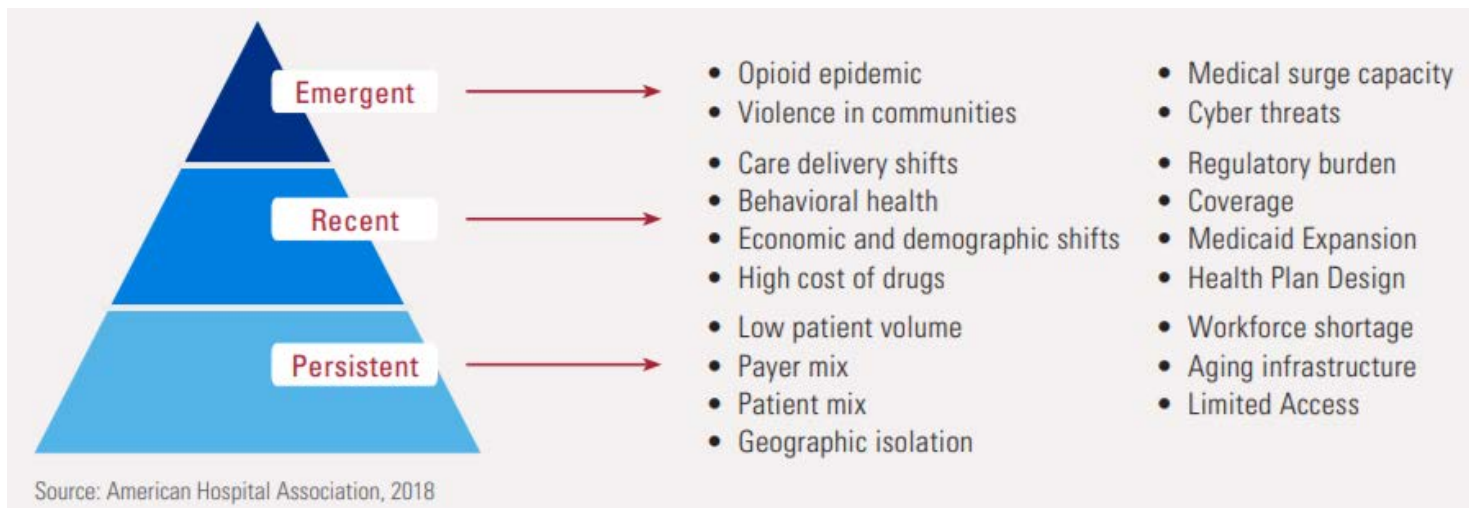 Emergent
• Opioid epidemic
• Violence in communities
• Medical surge capacity
• Cyber threats
Recent
• Care delivery shifts
• Behavioral health
• Economic and demographic shifts
• High cost of drugs
• Regulatory burden
• Coverage
• Medicaid Expansion
• Health Plan Design
Persistent
• Low patient volume
• Payer mix
• Patient mix
• Geographic isolation
• Workforce shortage
• Aging infrastructure
• Limited Access
Source: American Hospital Association, 2018